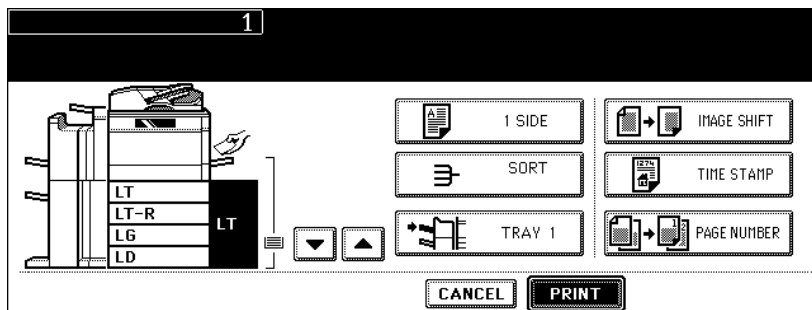 1
1 SIDE
IMAGE SHIFT
SORT
TIME STAMP
LT
LT-R
LG
LD
LT
TRAY 1
PAGE NUMBER
CANCEL
PRINT